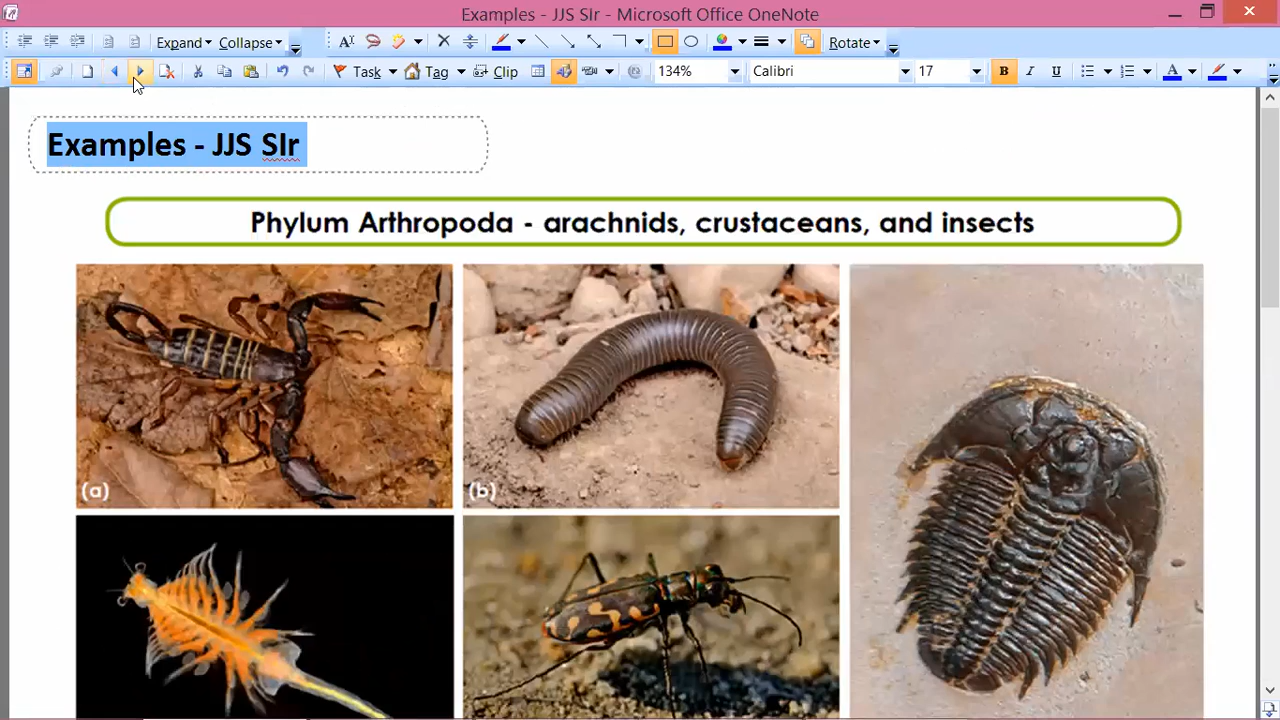 Examples - JJS SIr - Microsoft Office OneNote
Expand Collapse Rotate
Task Tag Clip 134% Calibri 17 B I U A
Examples - JJS SIr
Phylum Arthropoda - arachnids, crustaceans, and insects
(a) (b)